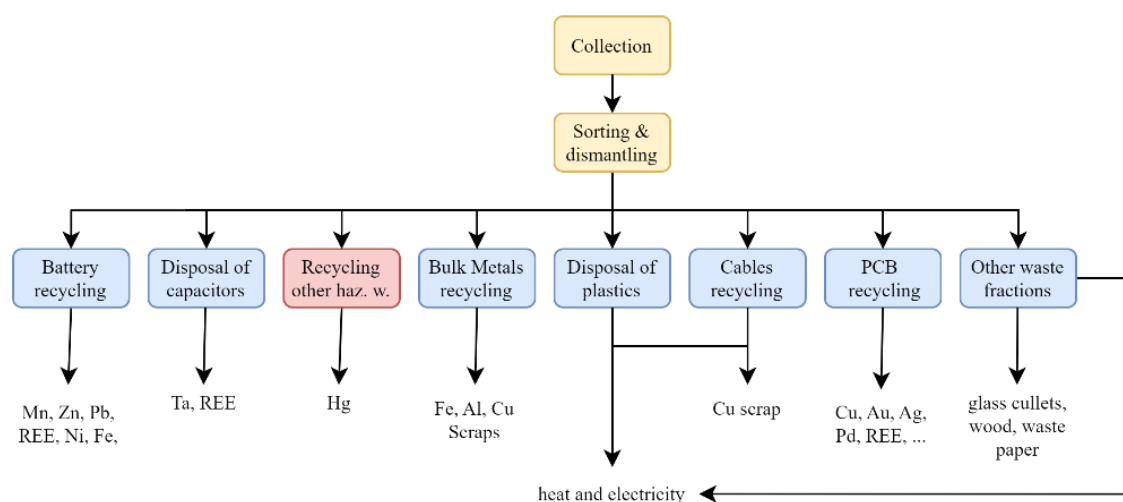 Collection
Sorting &
dismantling
Battery
recycling
Disposal of
capacitors
Recycling
other haz. w.
Bulk Metals
recycling
Disposal of
plastics
Cables
recycling
PCB
recycling
Other waste
fractions
Mn, Zn, Pb,
REE, Ni, Fe,
Ta, REE
Hg
Fe, Al, Cu
Scraps
Cu scrap
Cu, Au, Ag,
Pd, REE, ...
glass cullets,
wood, waste
paper
heat and electricity